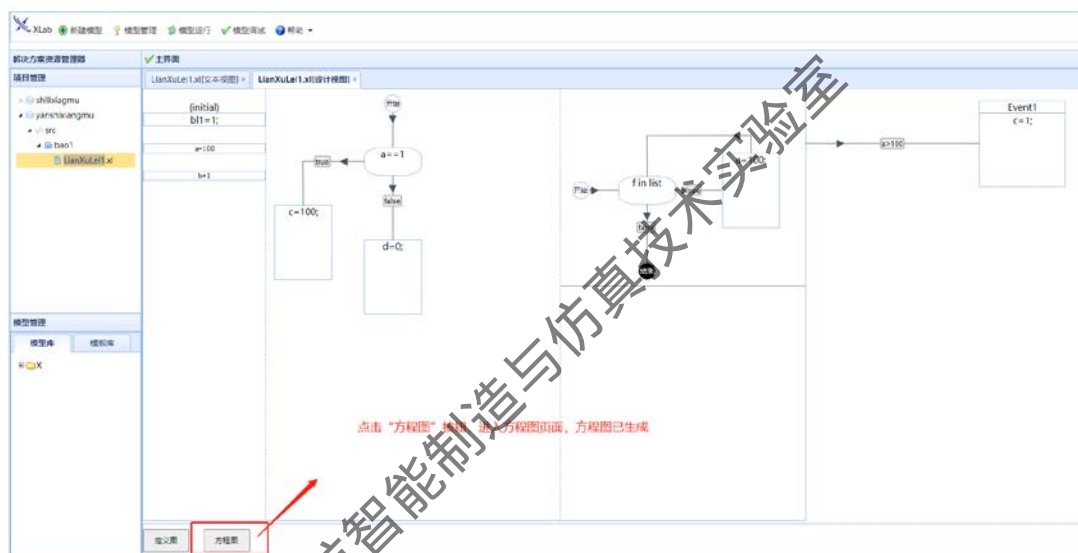 XLab 新建模型 模型管理 模型运行 模型调试 帮助
解决方案资源管理器 主界面
项目管理
LianXuLei1.xl(文本视图) LianXuLei1.xl(设计视图)
shilixiagmu
yanshixiangmu
src
bao1
LianXuLei1.xl
(initial)
bl1=1;
a=100
b=1
开始
a==1
true
false
c=100;
d=0;
开始
f in list
a=100;
结束
a>100
Event1
c=1;
模型管理
模型库 模板库
X
点击“方程图”按钮，进入方程图页面，方程图已生成
定义图 方程图
智能制造与仿真技术实验室